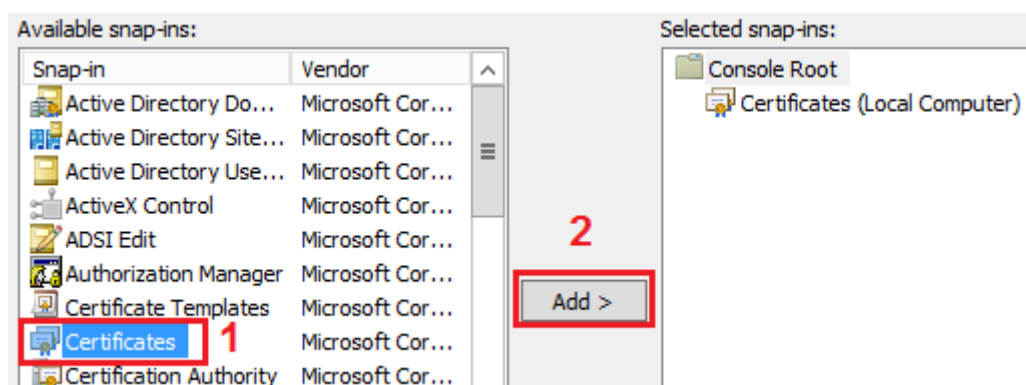 Available snap-ins:
Selected snap-ins:
Snap-in Vendor
Console Root
Active Directory Do... Microsoft Cor...
Certificates (Local Computer)
Active Directory Site... Microsoft Cor...
Active Directory Use... Microsoft Cor...
ActiveX Control Microsoft Cor...
ADSI Edit Microsoft Cor...
2
Authorization Manager Microsoft Cor...
Certificate Templates Microsoft Cor...
Add >
Certificates 1 Microsoft Cor...
Certification Authority Microsoft Cor...